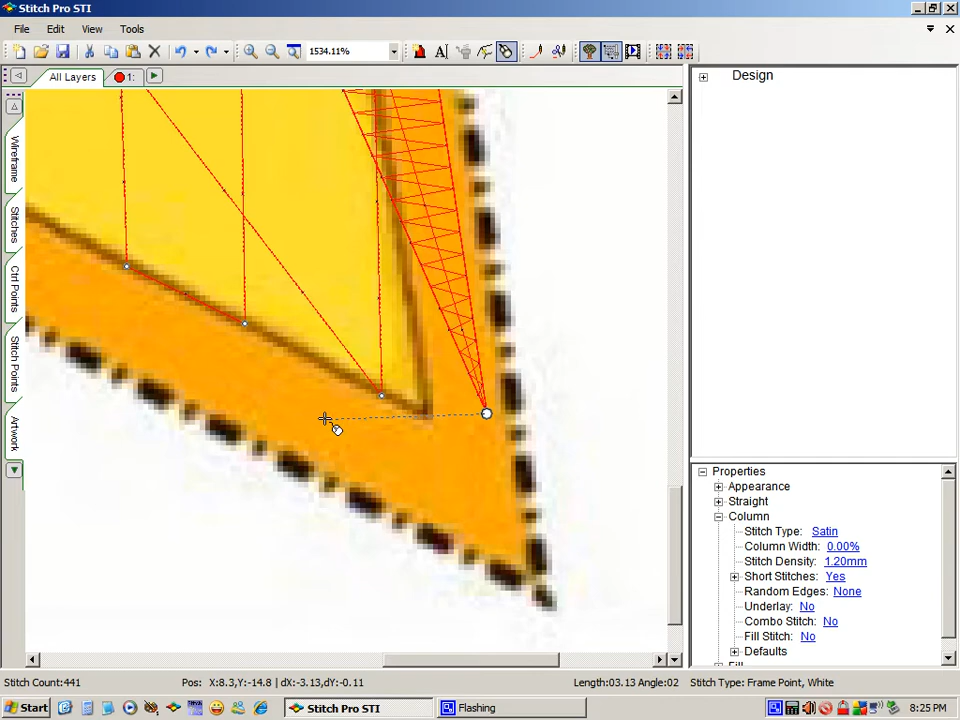 Stitch Pro STI
File Edit View Tools
1534.11%
All Layers 1:
Wireframe
Stitches
Ctrl Points
Stitch Points
Artwork
Design
Properties
Appearance
Straight
Column
Stitch Type: Satin
Column Width: 0.00%
Stitch Density: 1.20mm
Short Stitches: Yes
Random Edges: None
Underlay: No
Combo Stitch: No
Fill Stitch: No
Defaults
Stitch Count:441 Pos: X:8.3,Y:-14.8 | dX:-3.13,dY:-0.11 Length:03.13 Angle:02 Stitch Type: Frame Point, White
Start Stitch Pro STI Flashing 8:25 PM